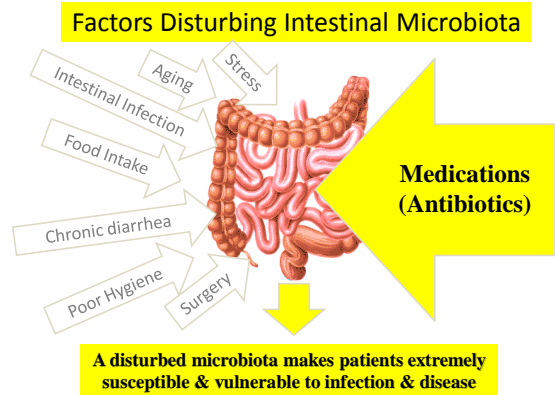 Factors Disturbing Intestinal Microbiota
Stress
Aging
Intestinal Infection
Food Intake
Chronic diarrhea
Poor Hygiene
Surgery
Medications
(Antibiotics)
A disturbed microbiota makes patients extremely
susceptible & vulnerable to infection & disease